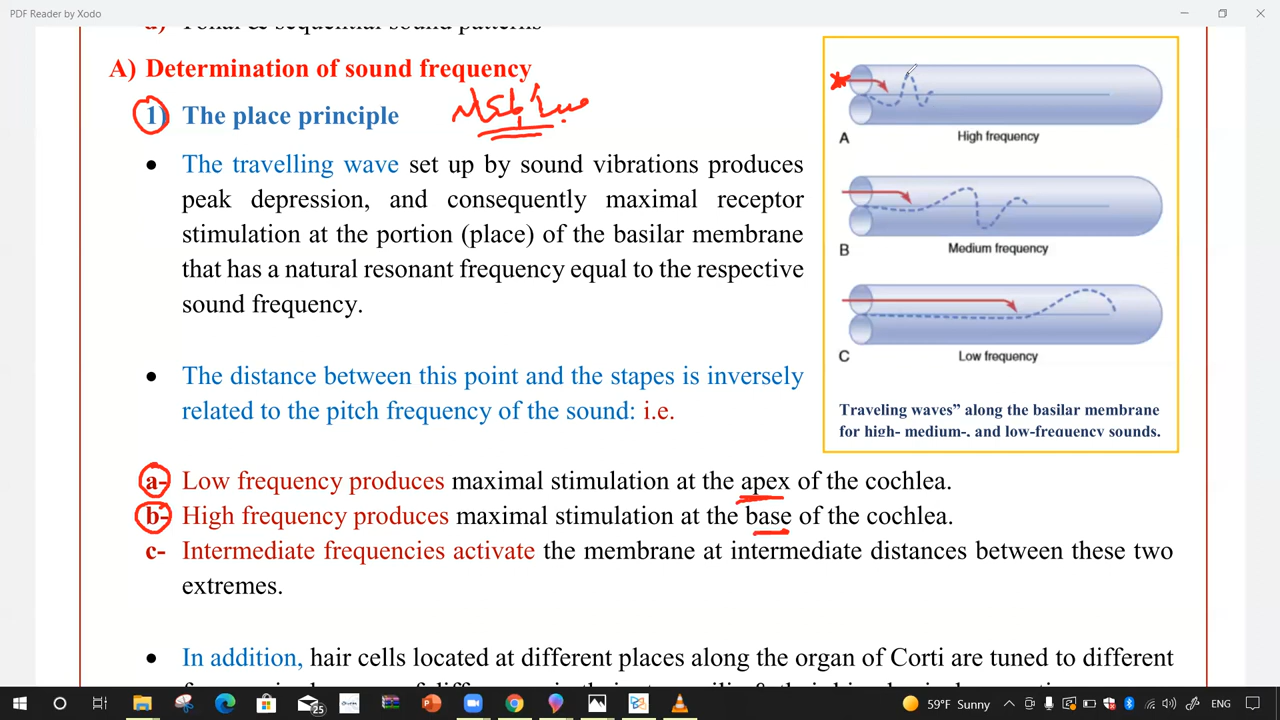 PDF Reader by Xodo
d) Tonal & sequential sound patterns
A) Determination of sound frequency
1) The place principle مبدأ المكان
• The travelling wave set up by sound vibrations produces
peak depression, and consequently maximal receptor
stimulation at the portion (place) of the basilar membrane
that has a natural resonant frequency equal to the respective
sound frequency.
• The distance between this point and the stapes is inversely
related to the pitch frequency of the sound: i.e.
A
High frequency
B
Medium frequency
C
Low frequency
Traveling waves” along the basilar membrane
for high- medium-, and low-frequency sounds.
a- Low frequency produces maximal stimulation at the apex of the cochlea.
b- High frequency produces maximal stimulation at the base of the cochlea.
c- Intermediate frequencies activate the membrane at intermediate distances between these two
extremes.
• In addition, hair cells located at different places along the organ of Corti are tuned to different
25
59°F Sunny
ENG